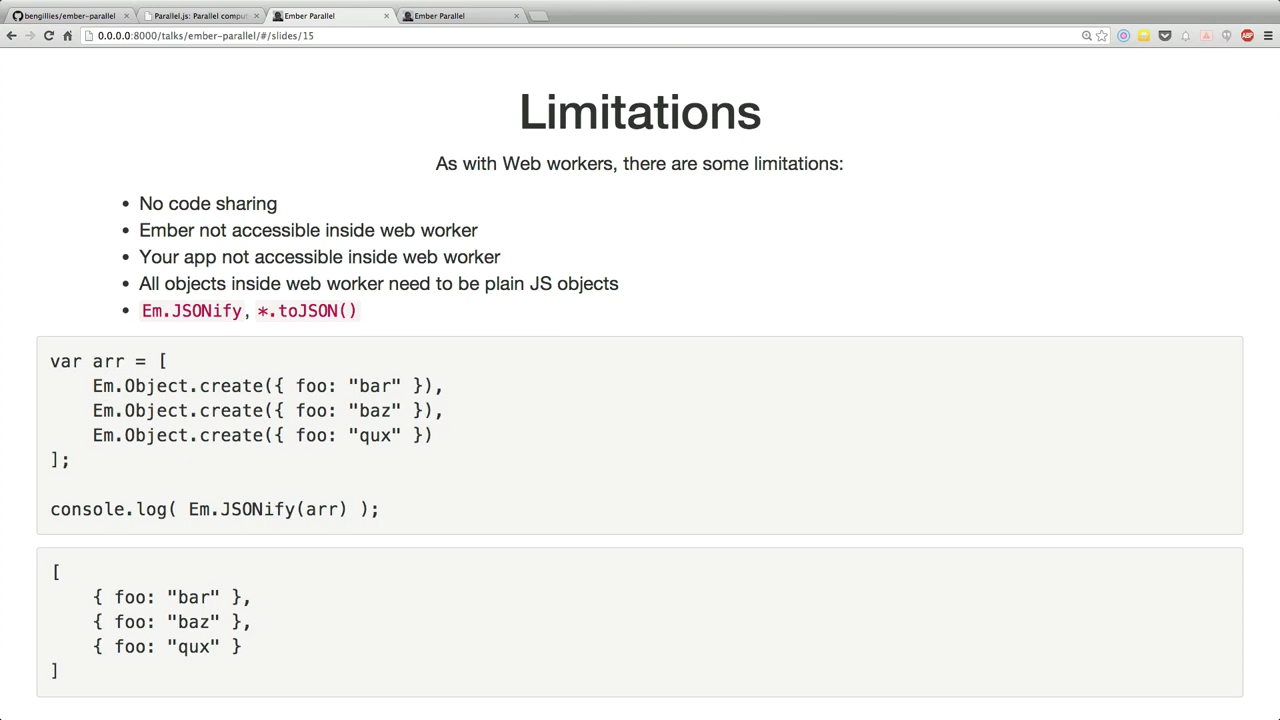 bengillies/ember-parallel
Parallel.js: Parallel comput
Ember Parallel
Ember Parallel
0.0.0.0:8000/talks/ember-parallel/#/slides/15
ABP
Limitations
As with Web workers, there are some limitations:
• No code sharing
• Ember not accessible inside web worker
• Your app not accessible inside web worker
• All objects inside web worker need to be plain JS objects
• Em.JSONify, *.toJSON()
var arr = [
    Em.Object.create({ foo: "bar" }),
    Em.Object.create({ foo: "baz" }),
    Em.Object.create({ foo: "qux" })
];
console.log( Em.JSONify(arr) );
[
    { foo: "bar" },
    { foo: "baz" },
    { foo: "qux" }
]